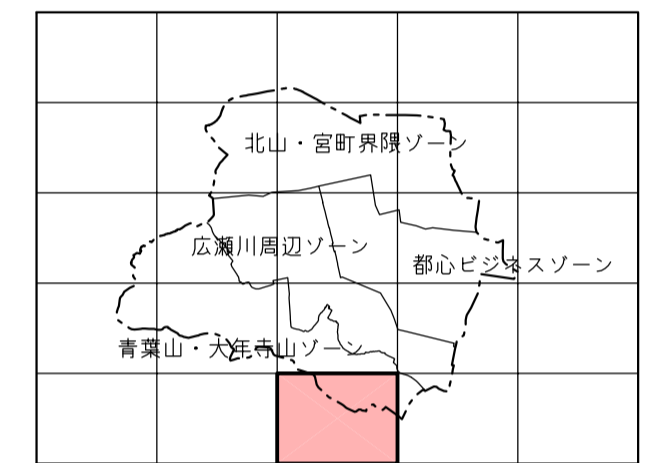 北山・宮町界隈ゾーン
広瀬川周辺ゾーン
都心ビジネスゾーン
青葉山・大年寺山ゾーン